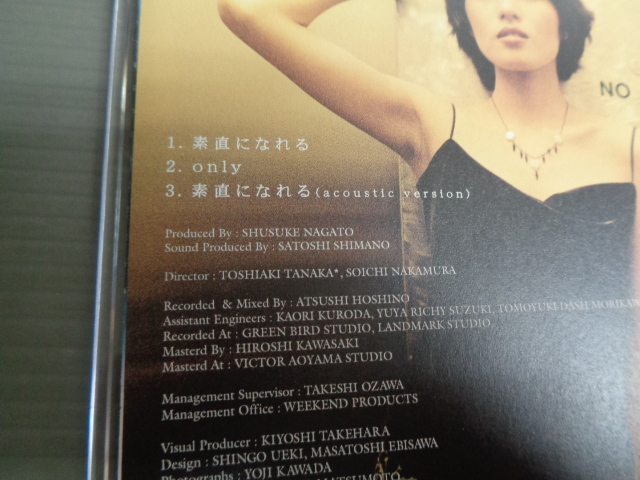 NO
1. 素直になれる
2. only
3. 素直になれる(acoustic version)
Produced By : SHUSUKE NAGATO
Sound Produced By : SATOSHI SHIMANO
Director : TOSHIAKI TANAKA*, SOICHI NAKAMURA
Recorded & Mixed By : ATSUSHI HOSHINO
Assistant Engineers : KAORI KURODA, YUYA RICHY SUZUKI, TOMOYUKI DASH MORIKAW
Recorded At : GREEN BIRD STUDIO, LANDMARK STUDIO
Masterd By : HIROSHI KAWASAKI
Masterd At : VICTOR AOYAMA STUDIO
Management Supervisor : TAKESHI OZAWA
Management Office : WEEKEND PRODUCTS
Visual Producer : KIYOSHI TAKEHARA
Design : SHINGO UEKI, MASATOSHI EBISAWA
Photographs : YOJI KAWADA
MATSUMOTO